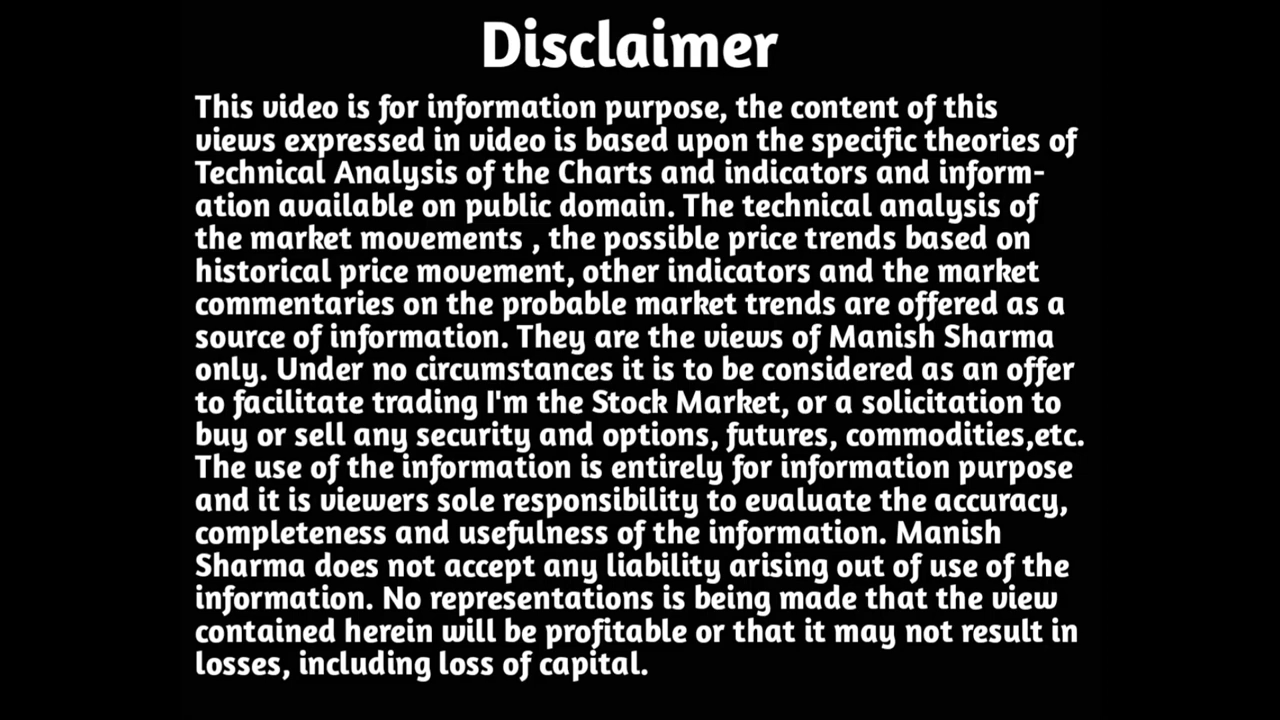 Disclaimer
This video is for information purpose, the content of this
views expressed in video is based upon the specific theories of
Technical Analysis of the Charts and indicators and inform-
ation available on public domain. The technical analysis of
the market movements , the possible price trends based on
historical price movement, other indicators and the market
commentaries on the probable market trends are offered as a
source of information. They are the views of Manish Sharma
only. Under no circumstances it is to be considered as an offer
to facilitate trading I'm the Stock Market, or a solicitation to
buy or sell any security and options, futures, commodities,etc.
The use of the information is entirely for information purpose
and it is viewers sole responsibility to evaluate the accuracy,
completeness and usefulness of the information. Manish
Sharma does not accept any liability arising out of use of the
information. No representations is being made that the view
contained herein will be profitable or that it may not result in
losses, including loss of capital.